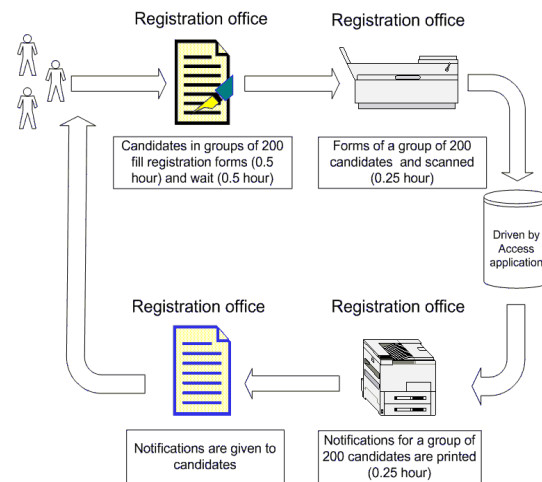 Registration office
Registration office
Candidates in groups of 200
fill registration forms (0.5
hour) and wait (0.5 hour)
Forms of a group of 200
candidates and scanned
(0.25 hour)
Driven by
Access
application
Registration office
Registration office
Notifications are given to
candidates
Notifications for a group of
200 candidates are printed
(0.25 hour)